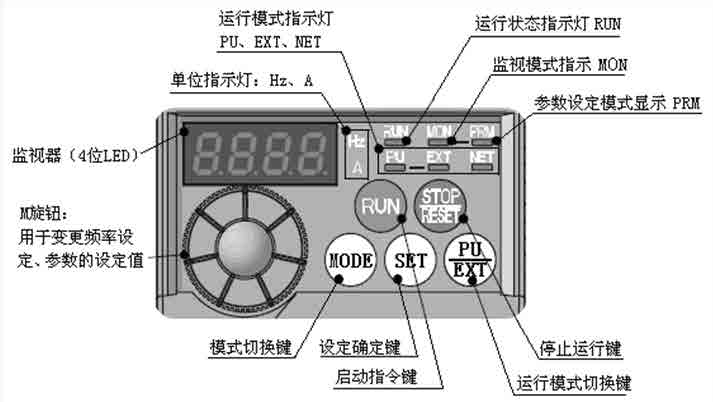 运行模式指示灯
PU、EXT、NET
运行状态指示灯 RUN
监视模式指示 MON
单位指示灯：Hz、A
参数设定模式显示 PRM
监视器（4位LED）
8.8.8.8.
Hz
A
RUN
MON
PRM
PU
EXT
NET
M旋钮：
用于变更频率设
定、参数的设定值
RUN
STOP
RESET
MODE
SET
PU
EXT
模式切换键
设定确定键
停止运行键
启动指令键
运行模式切换键